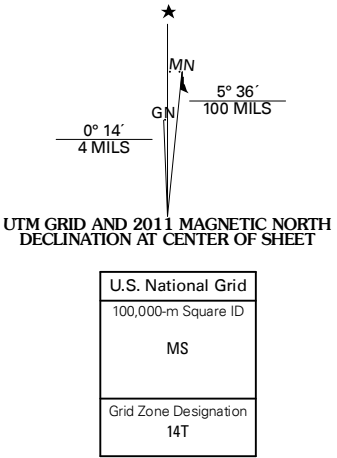 MN
GN
5° 36´
100 MILS
0° 14´
4 MILS
UTM GRID AND 2011 MAGNETIC NORTH
DECLINATION AT CENTER OF SHEET
U.S. National Grid
100,000-m Square ID
MS
Grid Zone Designation
14T